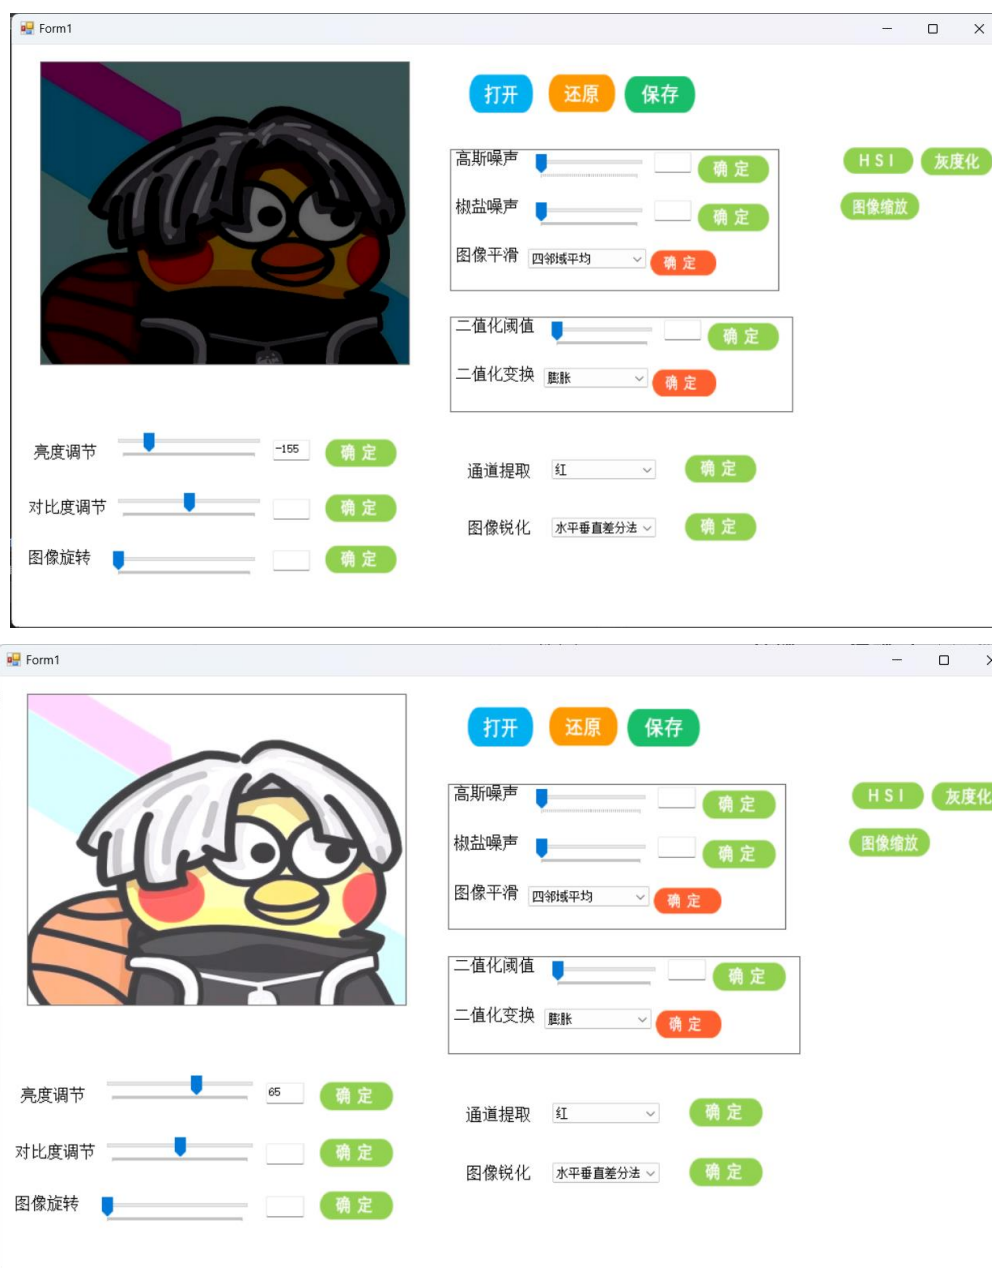 Form1
打开 还原 保存
高斯噪声 确 定
HSI 灰度化
椒盐噪声 确 定
图像缩放
图像平滑 四邻域平均 确 定
二值化阈值 确 定
二值化变换 膨胀 确 定
亮度调节 -155 确 定
通道提取 红 确 定
对比度调节 确 定
图像锐化 水平垂直差分法 确 定
图像旋转 确 定
Form1
打开 还原 保存
高斯噪声 确 定
HSI 灰度化
椒盐噪声 确 定
图像缩放
图像平滑 四邻域平均 确 定
二值化阈值 确 定
二值化变换 膨胀 确 定
亮度调节 65 确 定
通道提取 红 确 定
对比度调节 确 定
图像锐化 水平垂直差分法 确 定
图像旋转 确 定